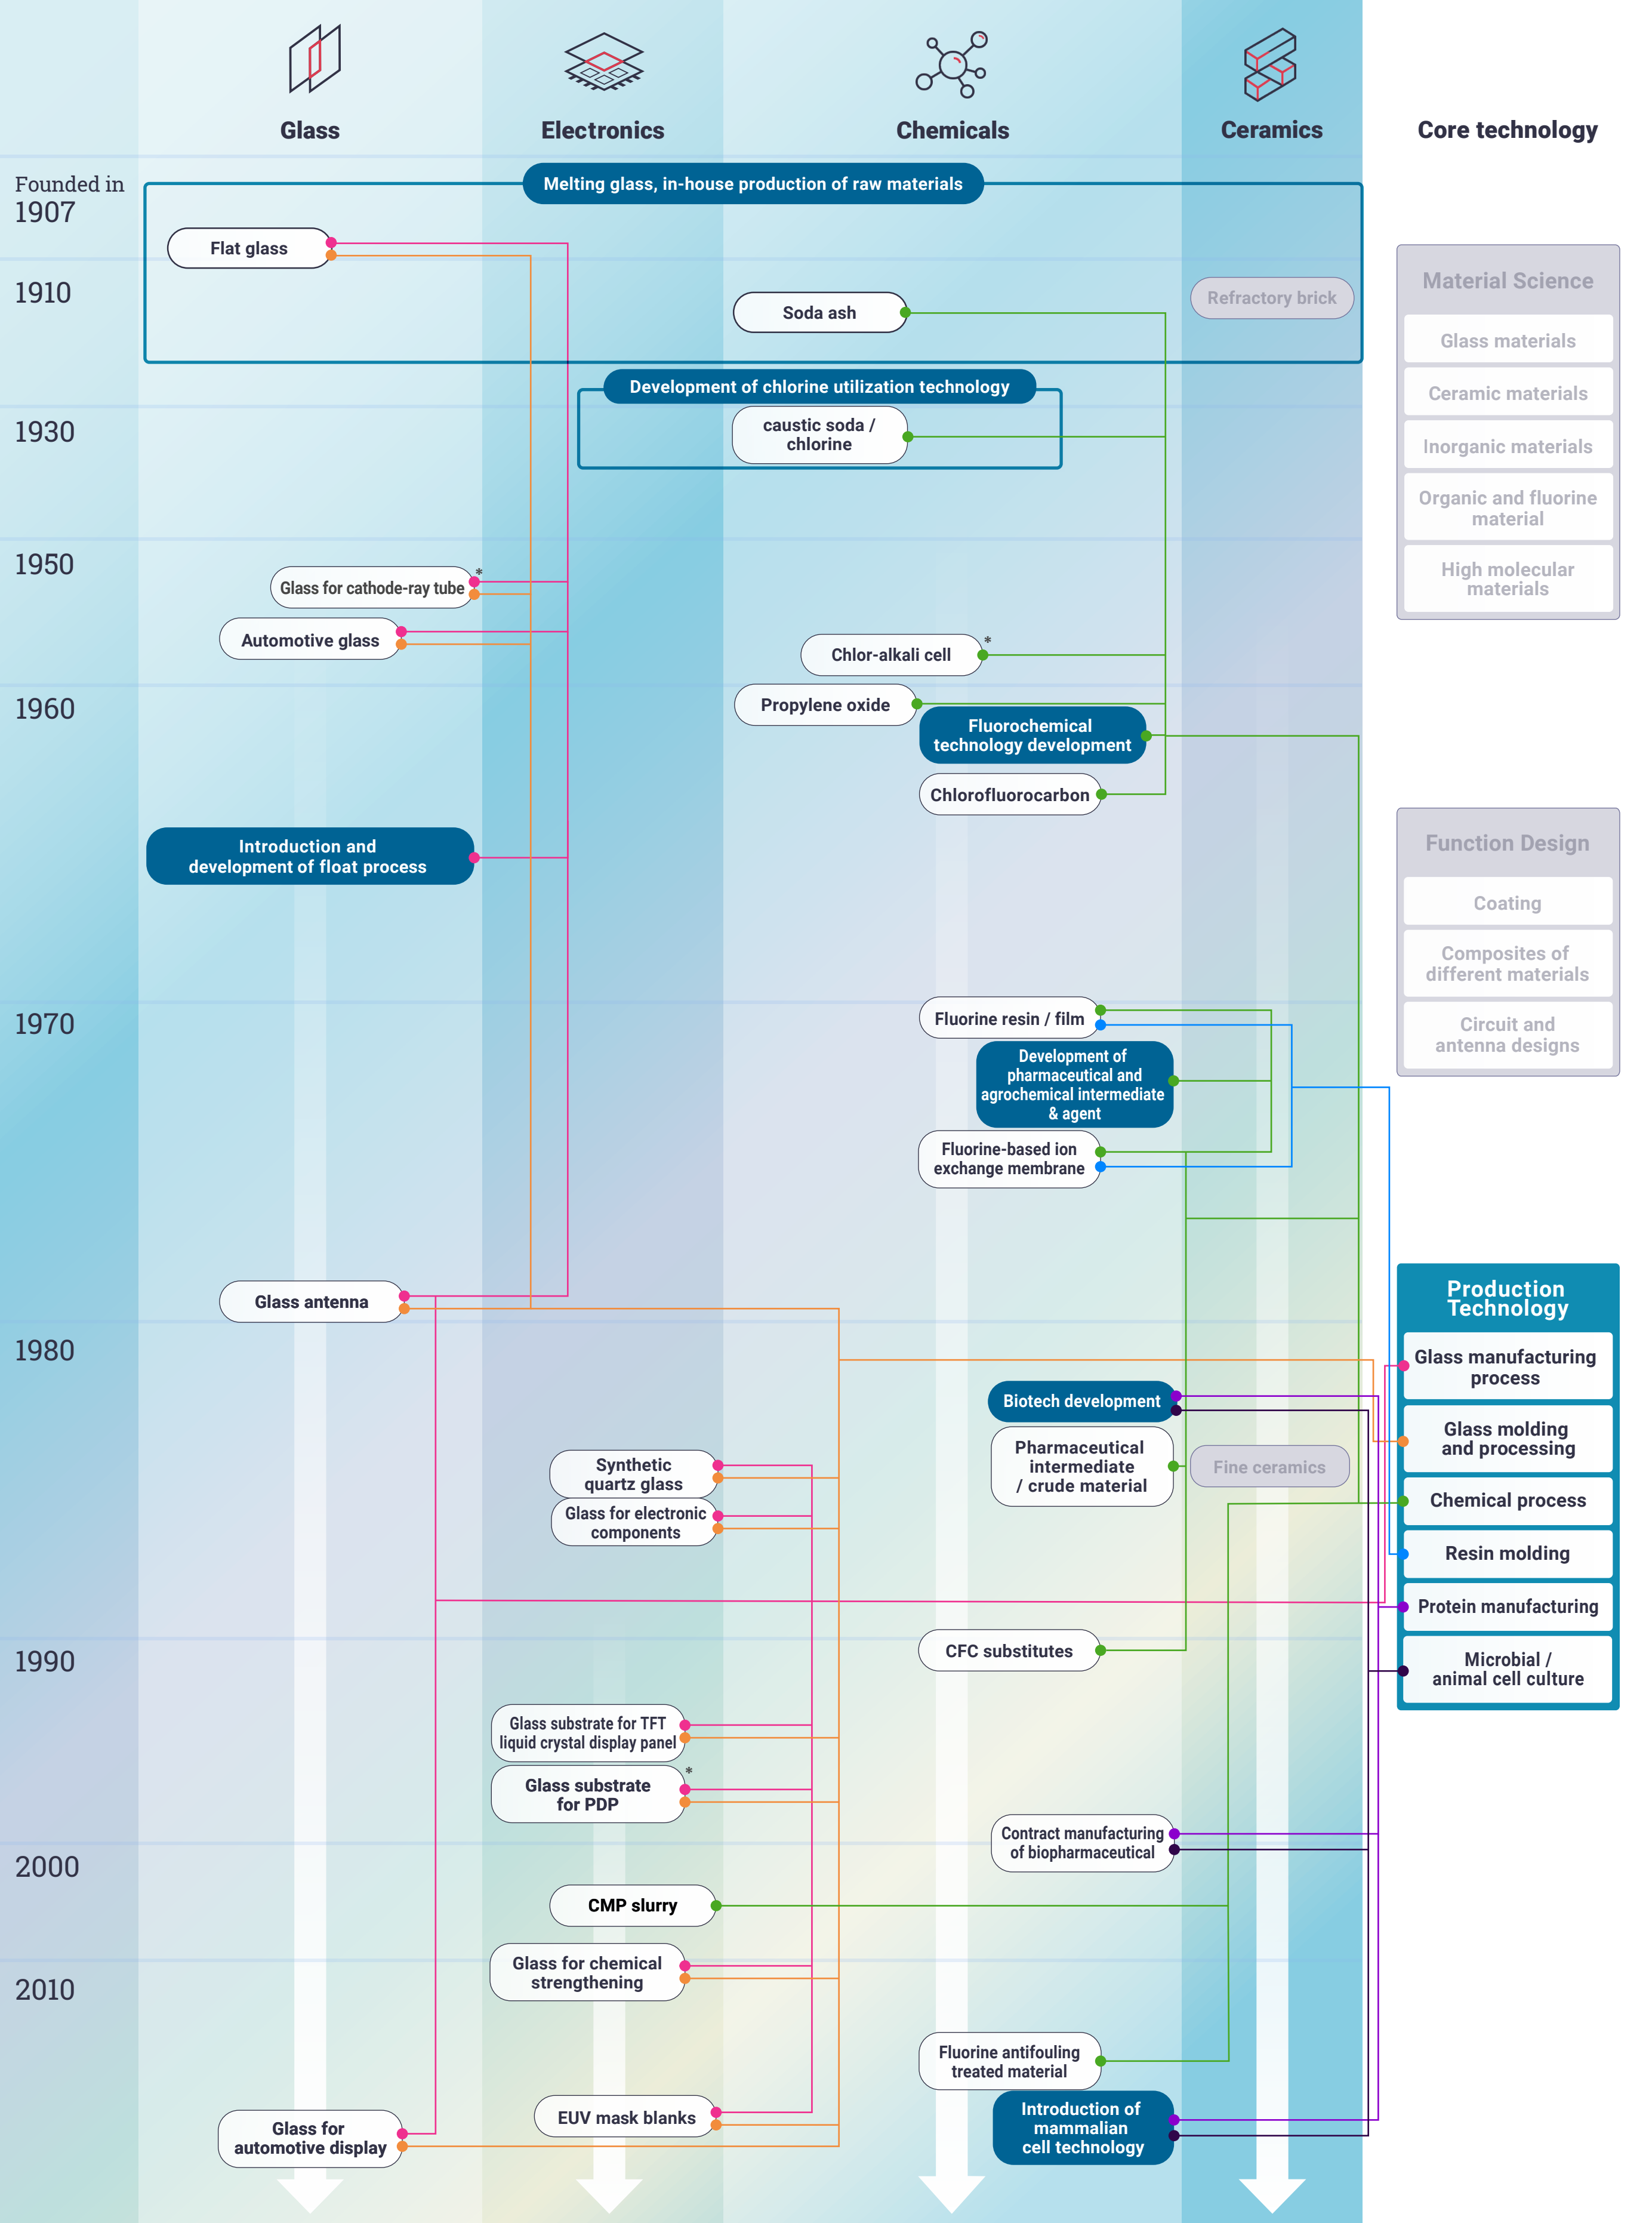 Glass
Electronics
Chemicals
Ceramics
Core technology
Founded in
1907
Melting glass, in-house production of raw materials
Flat glass
1910
Soda ash
Refractory brick
Development of chlorine utilization technology
1930
caustic soda /
chlorine
1950
Glass for cathode-ray tube
*
Automotive glass
Chlor-alkali cell
*
1960
Propylene oxide
Fluorochemical
technology development
Chlorofluorocarbon
Introduction and
development of float process
1970
Fluorine resin / film
Development of
pharmaceutical and
agrochemical intermediate
& agent
Fluorine-based ion
exchange membrane
Glass antenna
1980
Biotech development
Pharmaceutical
intermediate
/ crude material
Fine ceramics
Synthetic
quartz glass
Glass for electronic
components
1990
CFC substitutes
Glass substrate for TFT
liquid crystal display panel
Glass substrate
for PDP
*
Contract manufacturing
of biopharmaceutical
2000
CMP slurry
Glass for chemical
strengthening
2010
Fluorine antifouling
treated material
EUV mask blanks
Introduction of
mammalian
cell technology
Glass for
automotive display
Material Science
Glass materials
Ceramic materials
Inorganic materials
Organic and fluorine
material
High molecular
materials
Function Design
Coating
Composites of
different materials
Circuit and
antenna designs
Production
Technology
Glass manufacturing
process
Glass molding
and processing
Chemical process
Resin molding
Protein manufacturing
Microbial /
animal cell culture